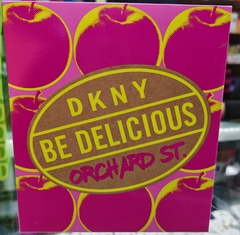 DKNY
BE DELICIOUS
ORCHARD ST.